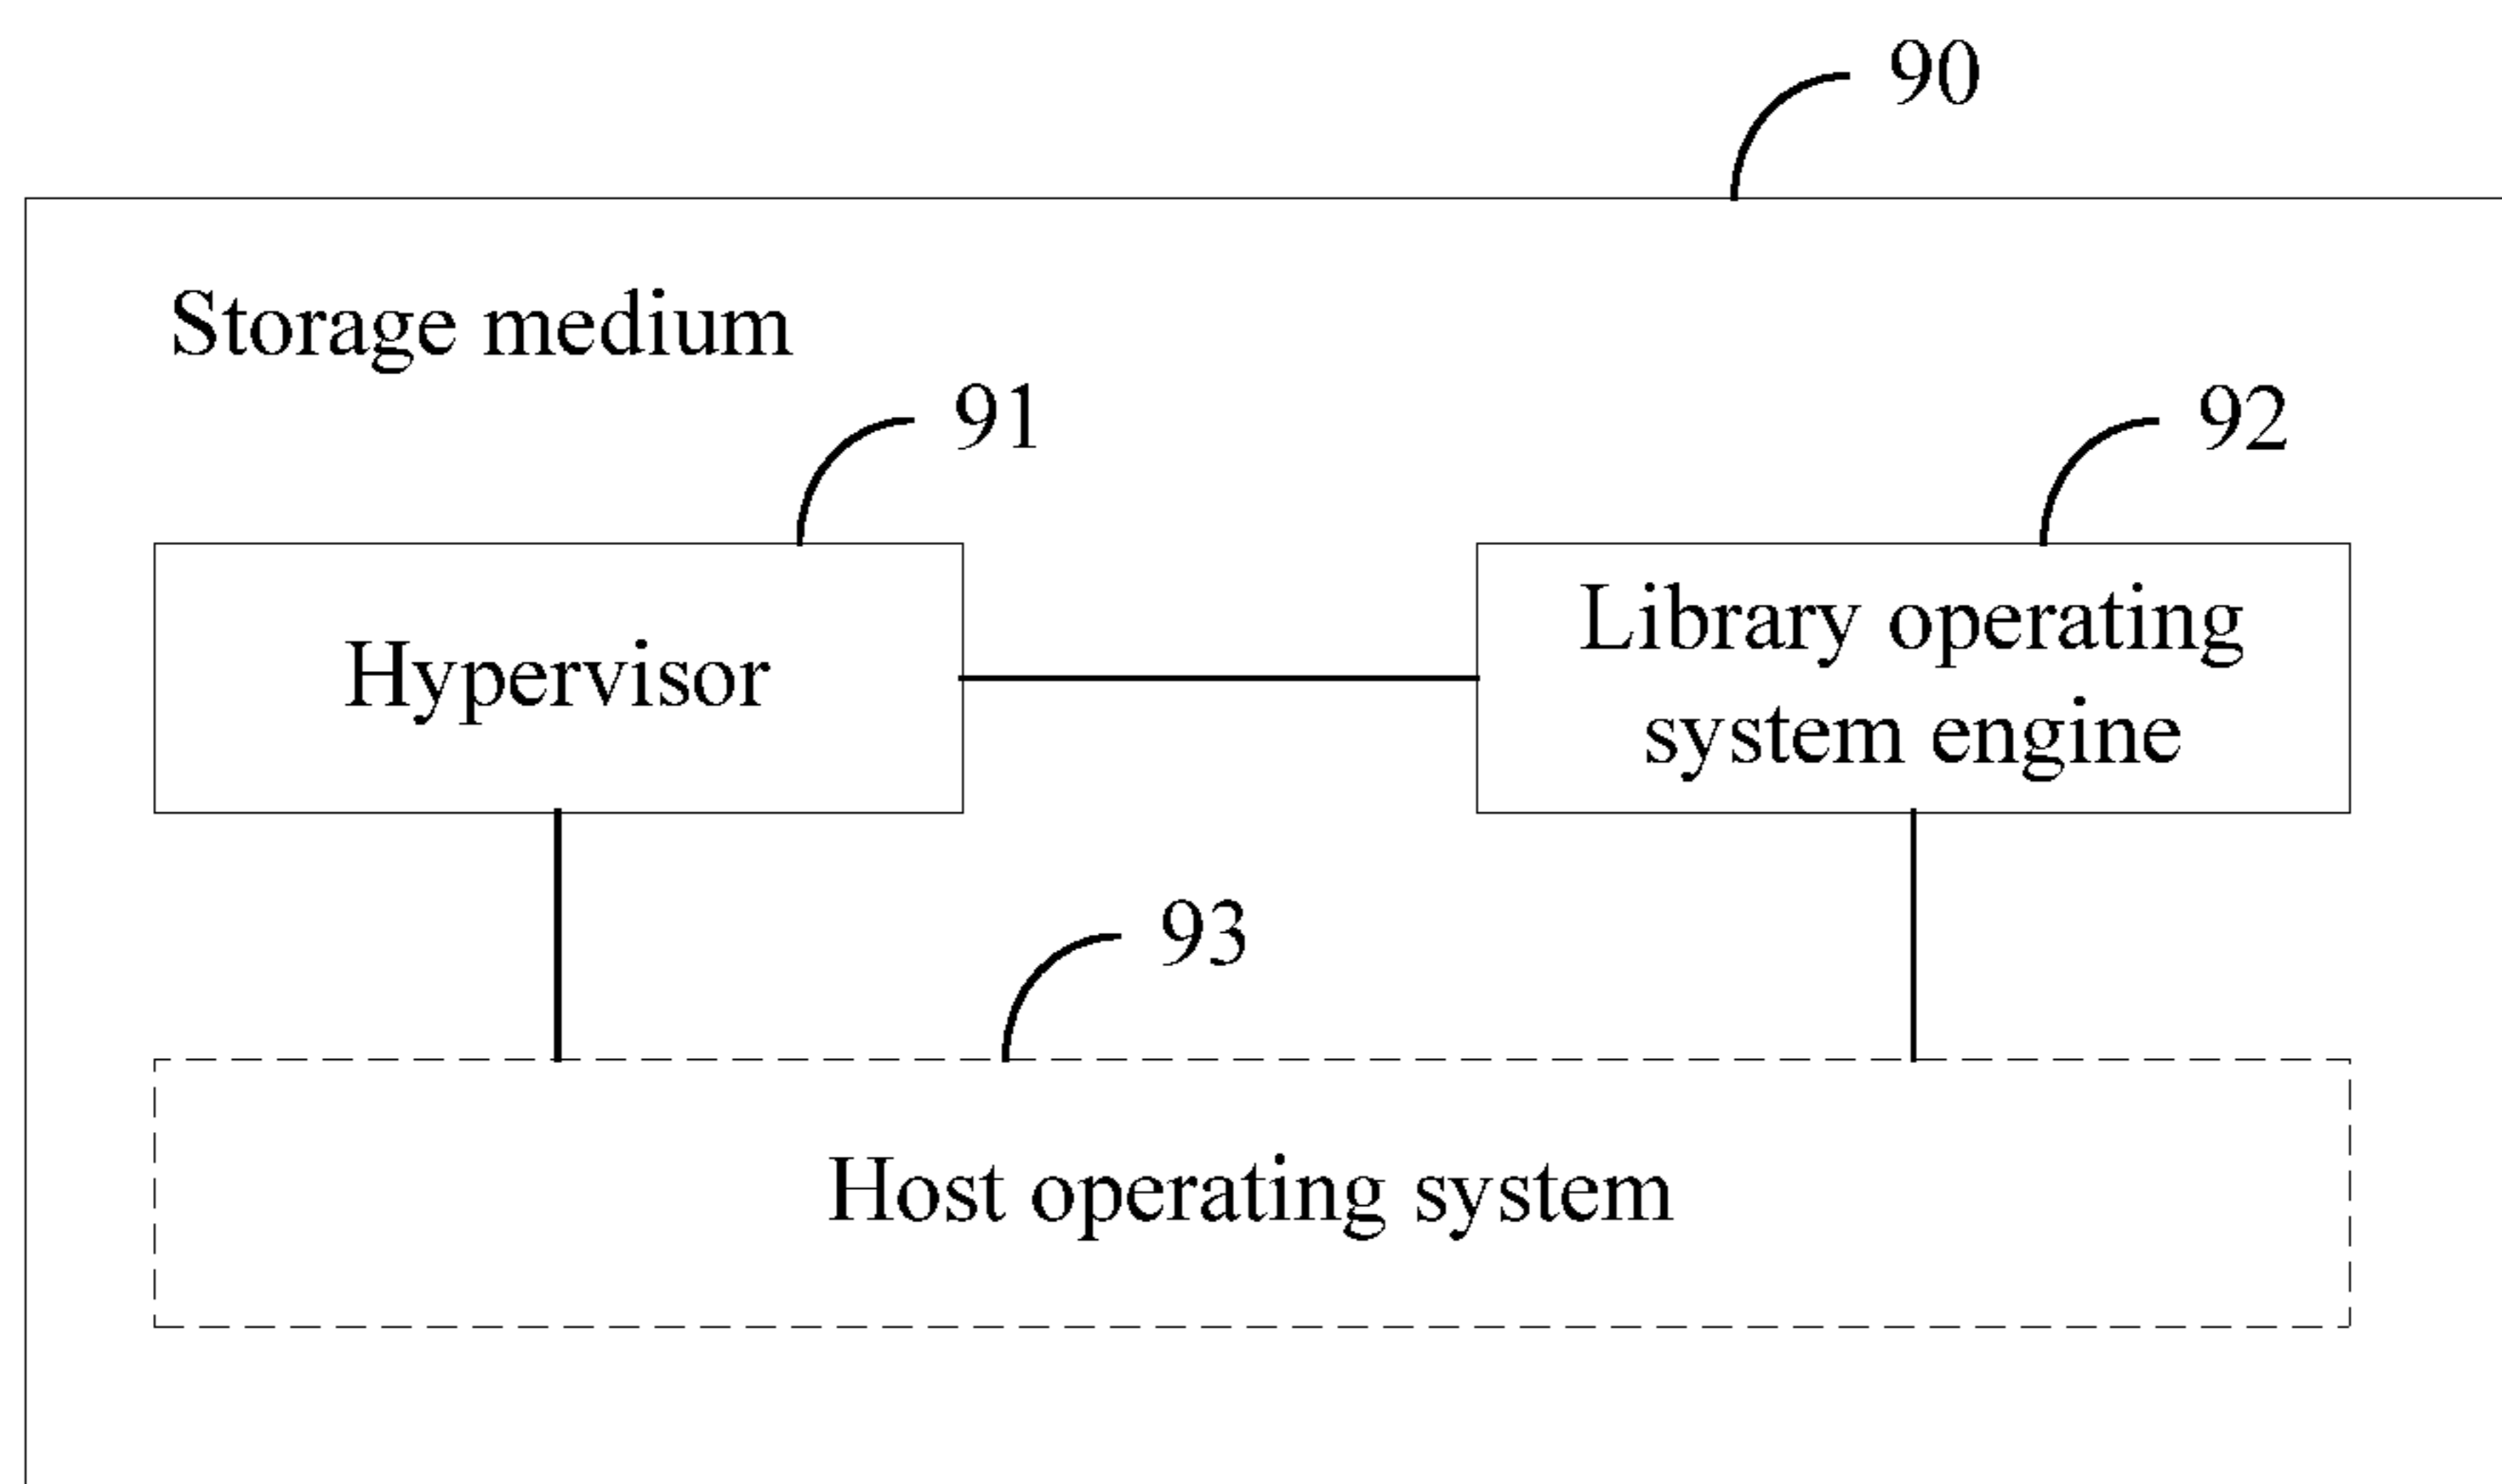 90
Storage medium
91
92
Hypervisor
Library operating
system engine
93
Host operating system